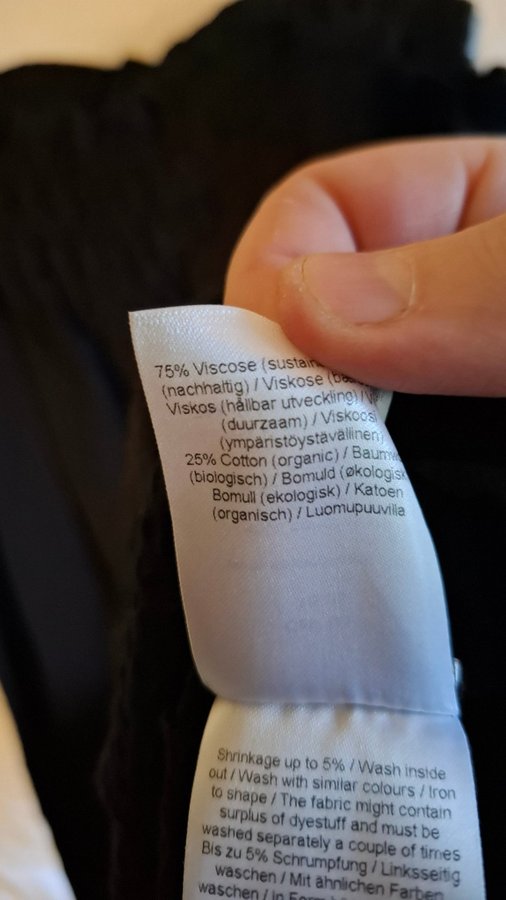 75% Viscose
(nachhaltig) / Viskose
Viskos (hållbar utveckling) /
(duurzaam) / Viskoosi
(ympäristöystävällinen)
25% Cotton (organic) /
(biologisch) / Bomuld (økologisk
Bomull (ekologisk) / Katoen
(organisch) / Luomupuuvilla
Shrinkage up to 5% / Wash inside
out / Wash with similar colours / Iron
to shape / The fabric might contain
surplus of dyestuff and must be
washed separately a couple of times
Bis zu 5% Schrumpfung / Linksseitig
waschen / Mit ähnlichen Farben
waschen / in